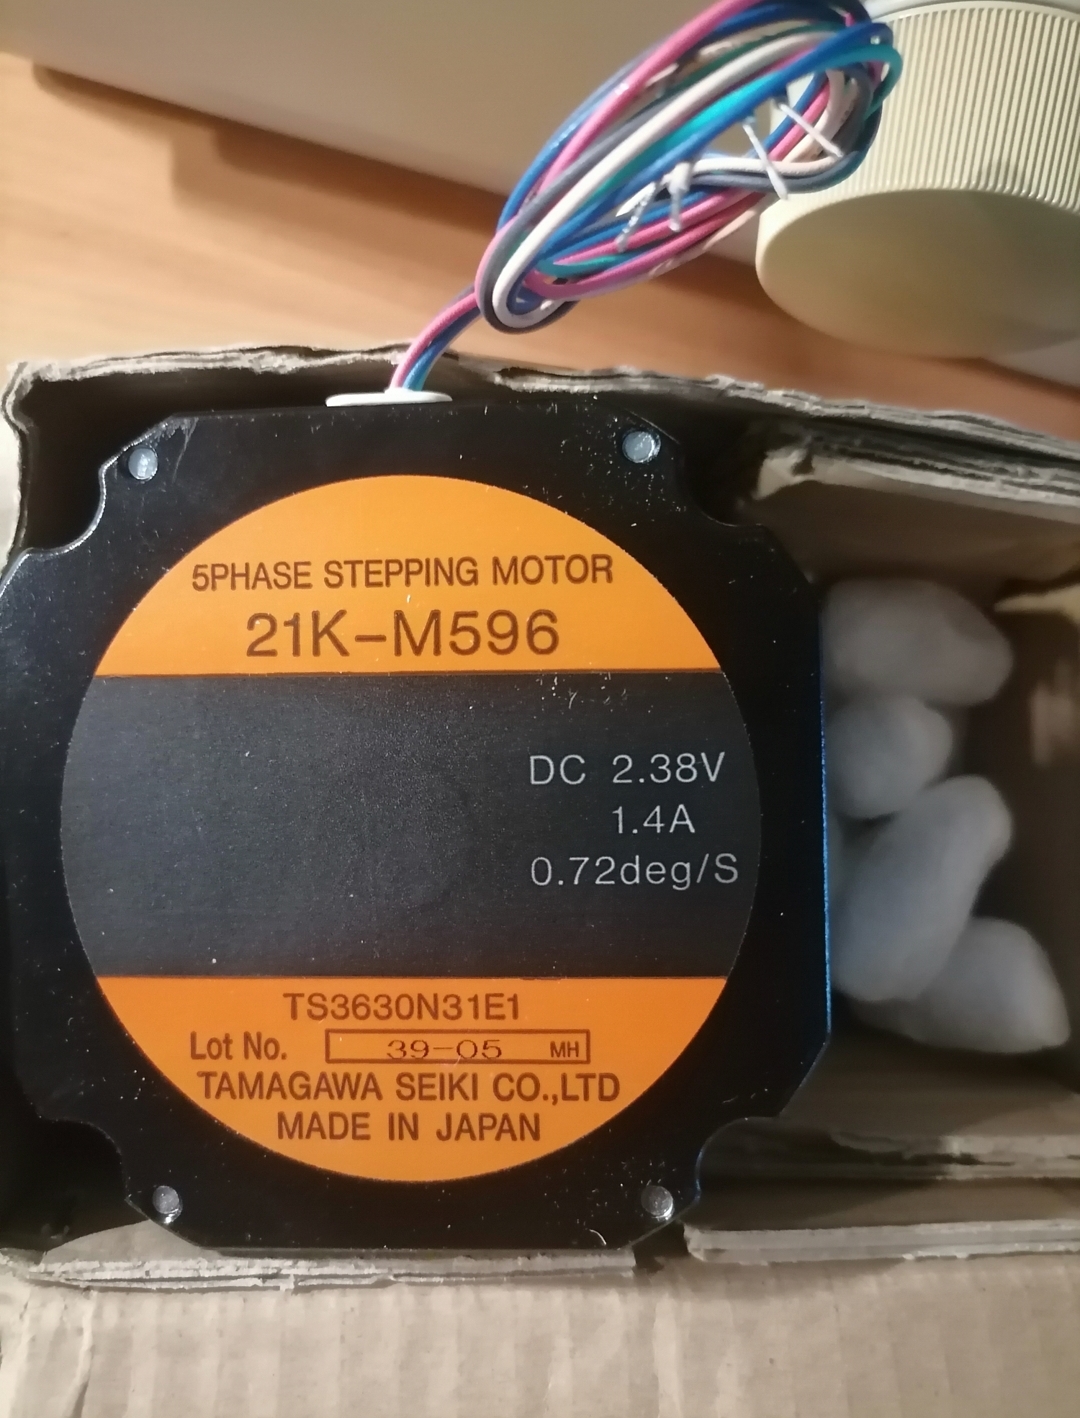 5PHASE STEPPING MOTOR
21K-M596
DC 2.38V
1.4A
0.72deg/S
TS3630N31E1
Lot No. 39-05 MH
TAMAGAWA SEIKI CO.,LTD
MADE IN JAPAN